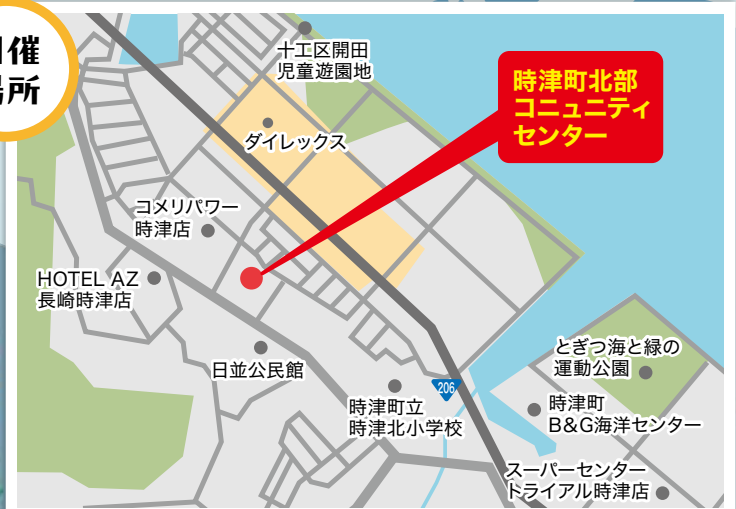 開催
場所
十工区開田
児童遊園地
時津町北部
コニュニティ
センター
ダイレックス
コメリパワー
時津店
HOTEL AZ
長崎時津店
日並公民館
とぎつ海と緑の
運動公園
206
時津町立
時津北小学校
時津町
B&G海洋センター
スーパーセンター
トライアル時津店